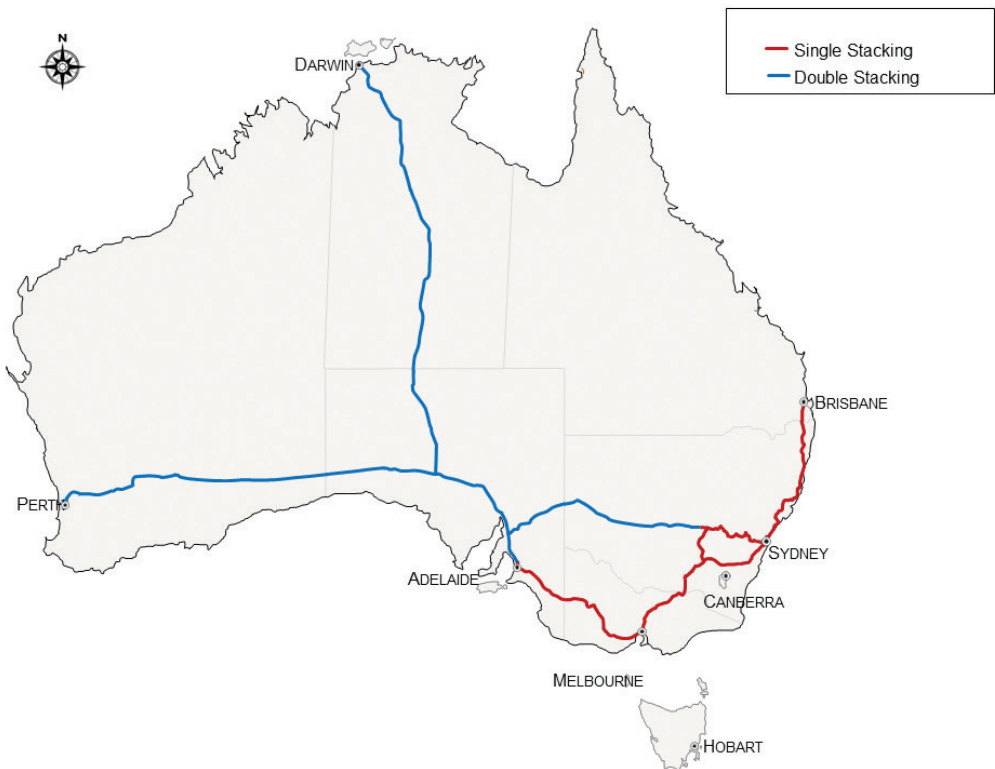 N
Single Stacking
Double Stacking
DARWIN
BRISBANE
PERTH
SYDNEY
ADELAIDE
CANBERRA
MELBOURNE
HOBART